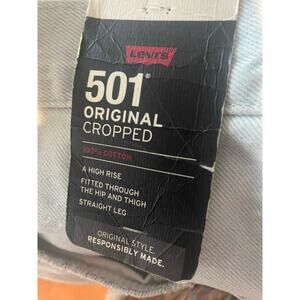 Levi's
501®
ORIGINAL
CROPPED
100% COTTON
A HIGH RISE
FITTED THROUGH
THE HIP AND THIGH
STRAIGHT LEG
ORIGINAL STYLE.
RESPONSIBLY MADE.